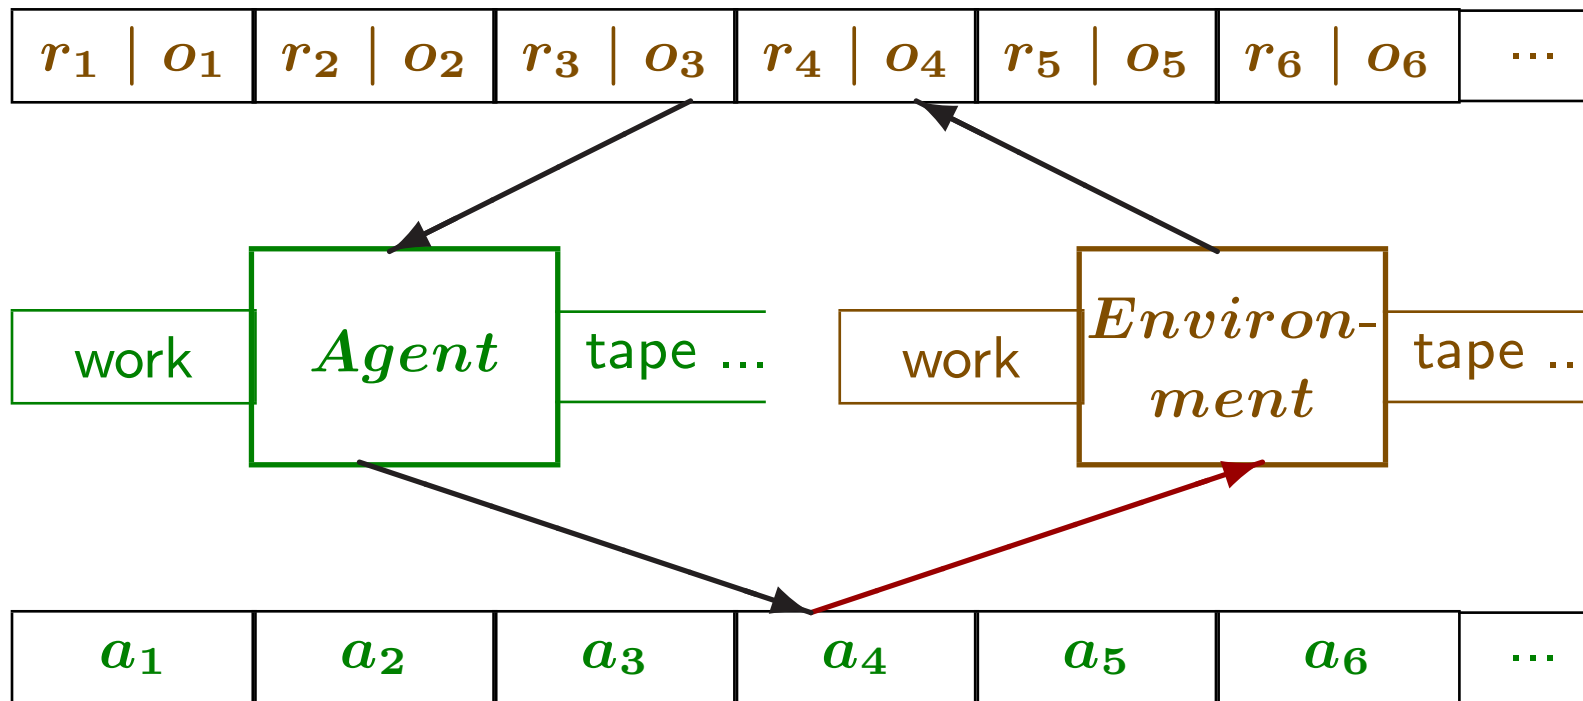 r₁ | o₁ r₂ | o₂ r₃ | o₃ r₄ | o₄ r₅ | o₅ r₆ | o₆ ...
work Agent tape ...
work Environ-
ment tape ..
a₁ a₂ a₃ a₄ a₅ a₆ ...